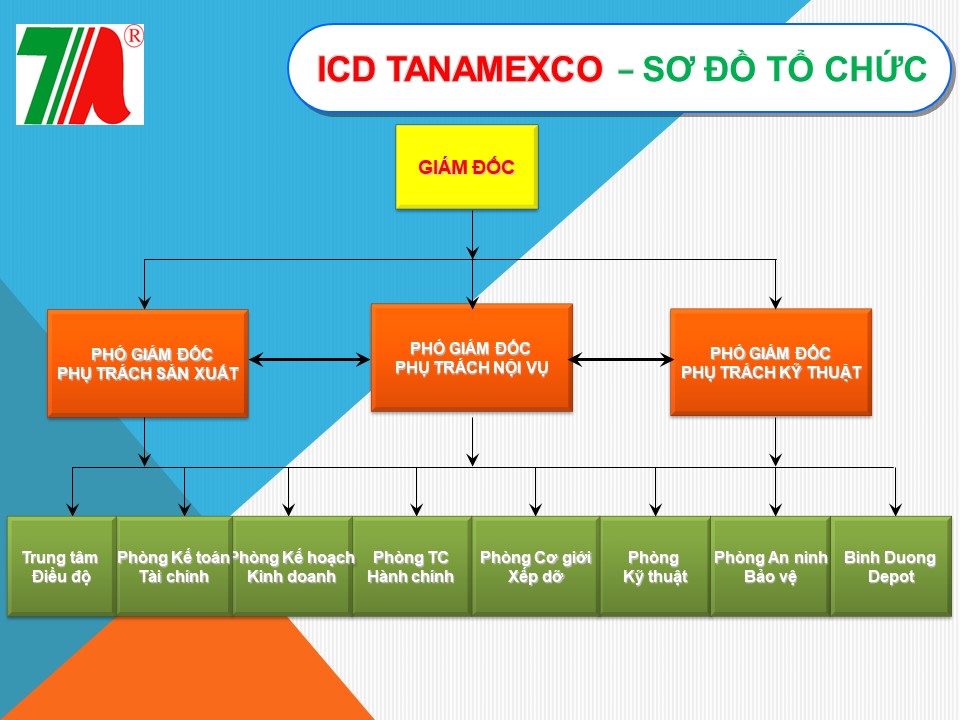 7A®
ICD TANAMEXCO – SƠ ĐỒ TỔ CHỨC
GIÁM ĐỐC
PHÓ GIÁM ĐỐC
PHỤ TRÁCH SẢN XUẤT
PHÓ GIÁM ĐỐC
PHỤ TRÁCH NỘI VỤ
PHÓ GIÁM ĐỐC
PHỤ TRÁCH KỸ THUẬT
Trung tâm
Điều độ
Phòng Kế toán
Tài chính
Phòng Kế hoạch
Kinh doanh
Phòng TC
Hành chính
Phòng Cơ giới
Xếp dỡ
Phòng
Kỹ thuật
Phòng An ninh
Bảo vệ
Binh Duong
Depot